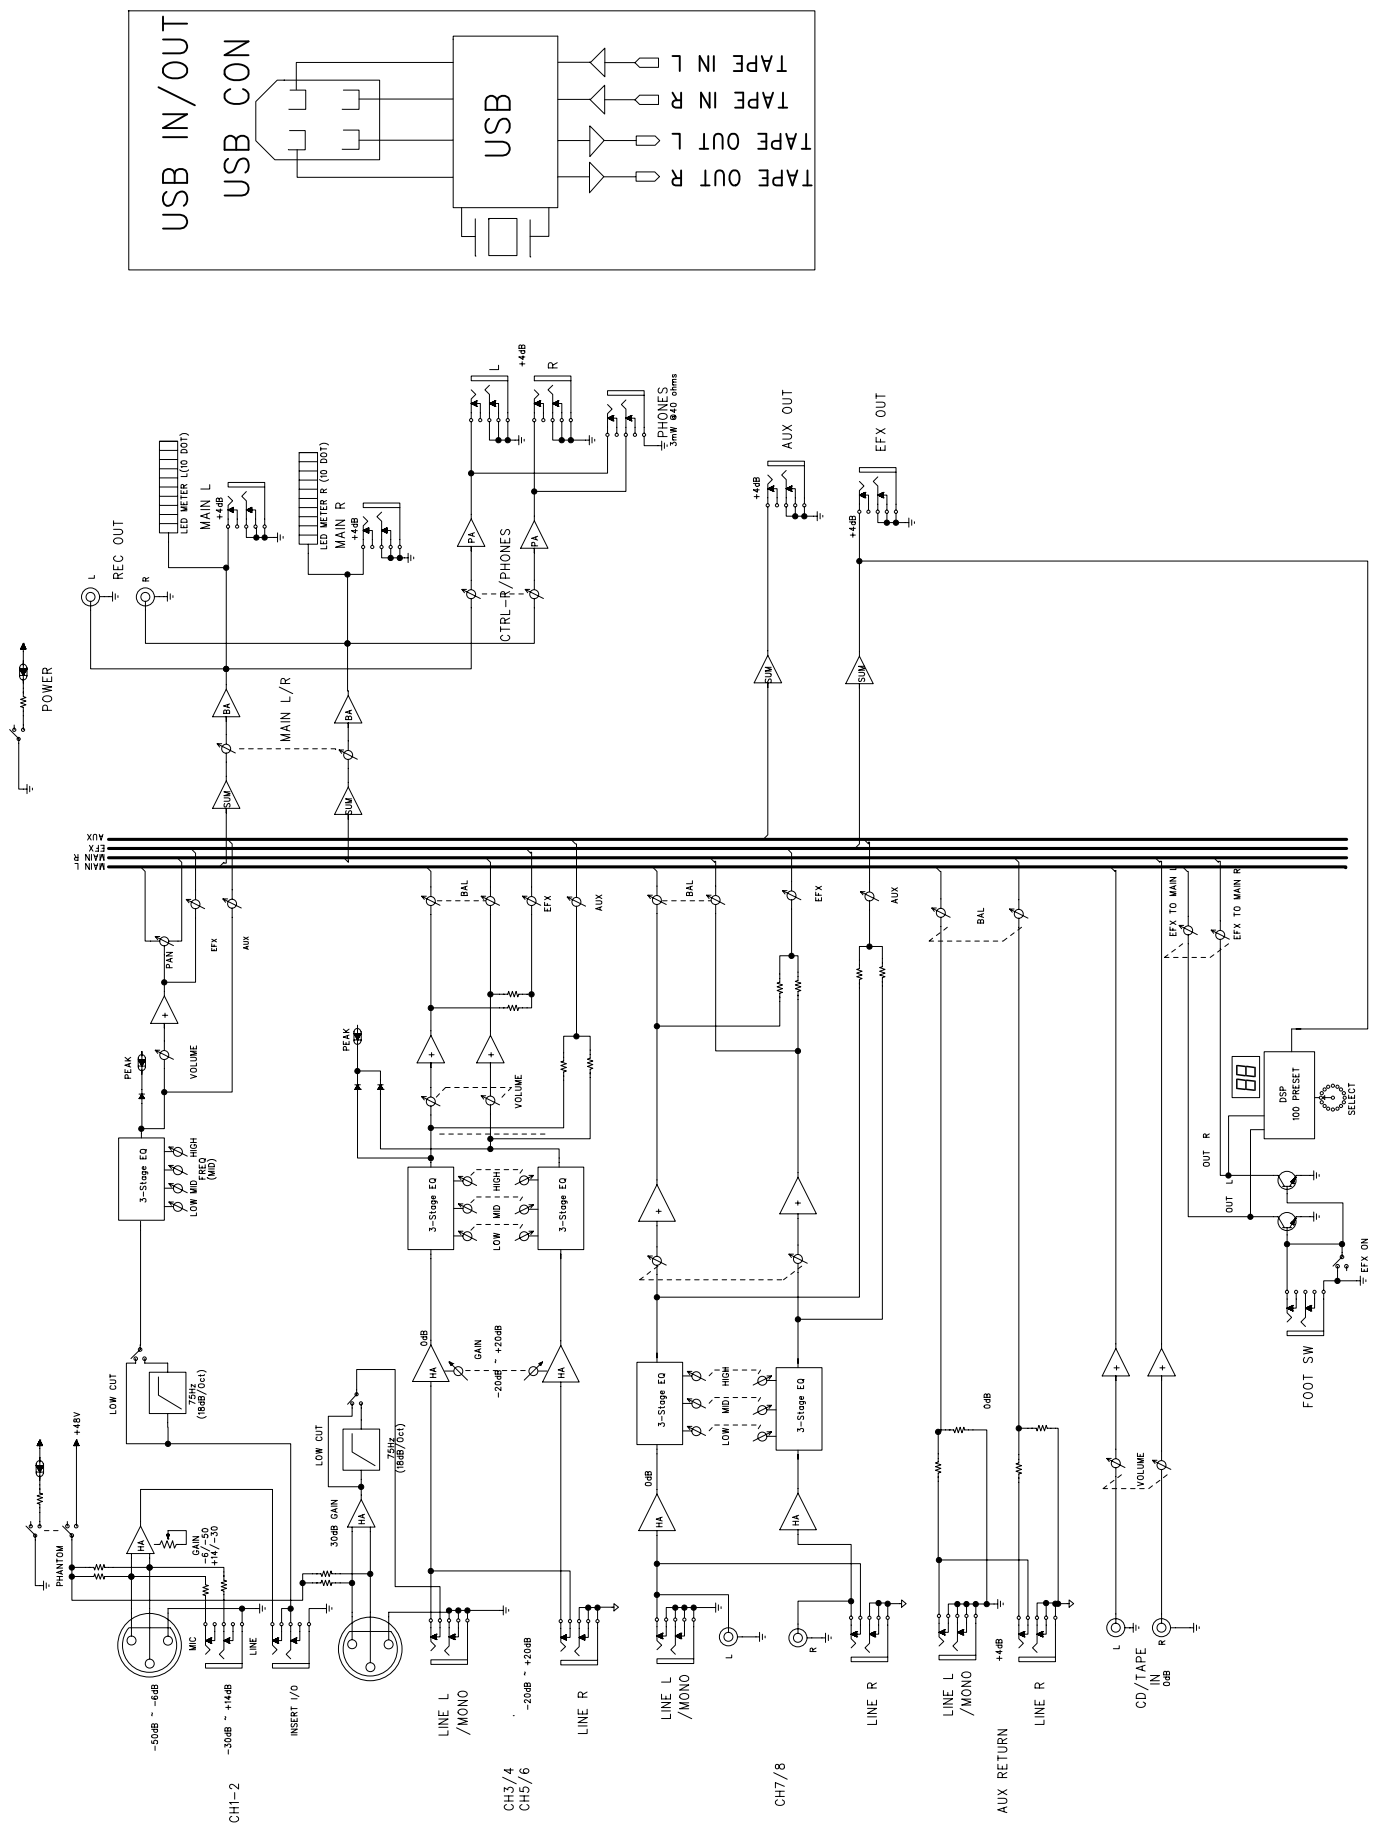 USB IN/OUT
USB CON
USB
TAPE IN L
TAPE IN R
TAPE OUT L
TAPE OUT R
POWER
L
REC OUT
R
LED METER L(10 DOT)
MAIN L
+4dB
LED METER R (10 DOT)
MAIN R
+4dB
MAIN L/R
BA
BA
SUM
SUM
PA
PA
CTRL-R/PHONES
L
+4dB
R
PHONES
3mW @40 ohms
+4dB
AUX OUT
SUM
+4dB
EFX OUT
SUM
AUX
EFX
MAIN R
MAIN L
CH1-2
-50dB ~ -6dB
-30dB ~ +14dB
INSERT I/O
MIC
LINE
PHANTOM
+48V
HA
GAIN
-6/-50
+14/-30
LOW CUT
75Hz
(18dB/Oct)
3-Stage EQ
LOW
MID
FREQ
(MID)
HIGH
PEAK
VOLUME
+
PAN
EFX
AUX
CH3/4
CH5/6
LINE L
/MONO
-20dB ~ +20dB
LINE R
30dB GAIN
HA
LOW CUT
75Hz
(18dB/Oct)
HA
0dB
GAIN
-20dB ~ +20dB
HA
3-Stage EQ
LOW
MID
HIGH
3-Stage EQ
PEAK
VOLUME
+
+
BAL
EFX
AUX
CH7/8
LINE L
/MONO
L
R
LINE R
HA
0dB
HA
3-Stage EQ
LOW
MID
HIGH
3-Stage EQ
+
+
BAL
EFX
AUX
AUX RETURN
LINE L
/MONO
+4dB
LINE R
0dB
BAL
CD/TAPE
IN
0dB
L
R
VOLUME
+
+
EFX TO MAIN L
EFX TO MAIN R
FOOT SW
EFX ON
OUT L
OUT R
DSP
100 PRESET
88
SELECT